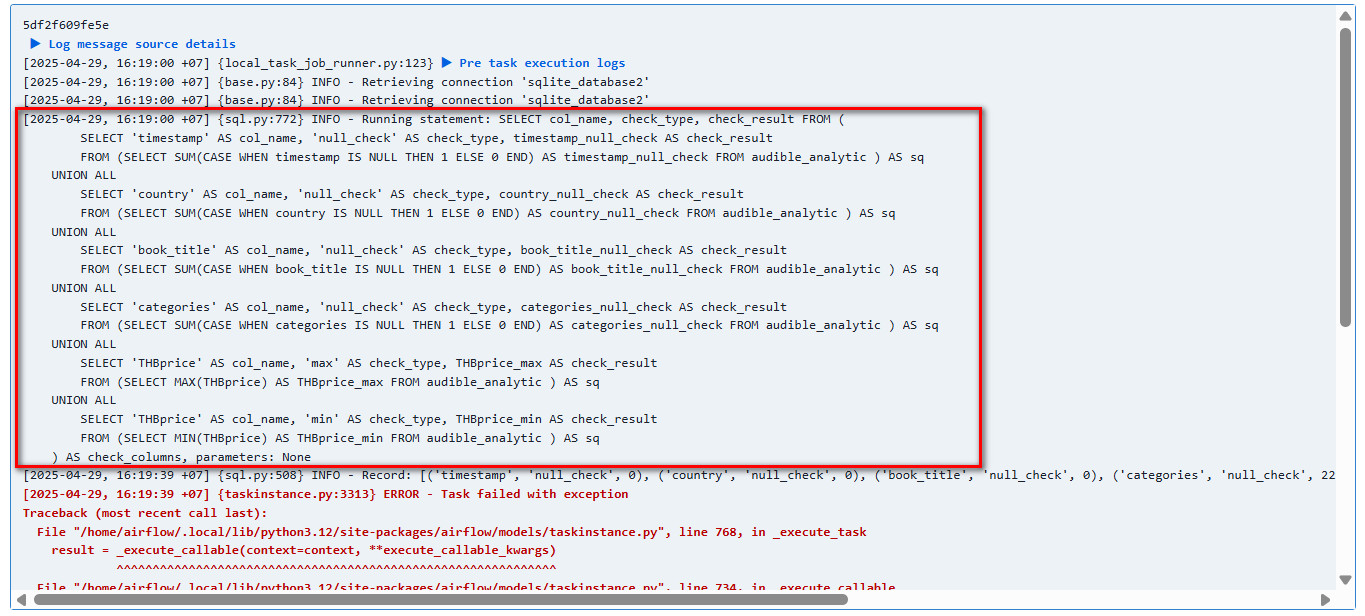 5df2f609fe5e
▶ Log message source details
[2025-04-29, 16:19:00 +07] {local_task_job_runner.py:123} ▶ Pre task execution logs
[2025-04-29, 16:19:00 +07] {base.py:84} INFO - Retrieving connection 'sqlite_database2'
[2025-04-29, 16:19:00 +07] {base.py:84} INFO - Retrieving connection 'sqlite_database2'
[2025-04-29, 16:19:00 +07] {sql.py:772} INFO - Running statement: SELECT col_name, check_type, check_result FROM (
        SELECT 'timestamp' AS col_name, 'null_check' AS check_type, timestamp_null_check AS check_result
        FROM (SELECT SUM(CASE WHEN timestamp IS NULL THEN 1 ELSE 0 END) AS timestamp_null_check FROM audible_analytic ) AS sq
    UNION ALL
        SELECT 'country' AS col_name, 'null_check' AS check_type, country_null_check AS check_result
        FROM (SELECT SUM(CASE WHEN country IS NULL THEN 1 ELSE 0 END) AS country_null_check FROM audible_analytic ) AS sq
    UNION ALL
        SELECT 'book_title' AS col_name, 'null_check' AS check_type, book_title_null_check AS check_result
        FROM (SELECT SUM(CASE WHEN book_title IS NULL THEN 1 ELSE 0 END) AS book_title_null_check FROM audible_analytic ) AS sq
    UNION ALL
        SELECT 'categories' AS col_name, 'null_check' AS check_type, categories_null_check AS check_result
        FROM (SELECT SUM(CASE WHEN categories IS NULL THEN 1 ELSE 0 END) AS categories_null_check FROM audible_analytic ) AS sq
    UNION ALL
        SELECT 'THBprice' AS col_name, 'max' AS check_type, THBprice_max AS check_result
        FROM (SELECT MAX(THBprice) AS THBprice_max FROM audible_analytic ) AS sq
    UNION ALL
        SELECT 'THBprice' AS col_name, 'min' AS check_type, THBprice_min AS check_result
        FROM (SELECT MIN(THBprice) AS THBprice_min FROM audible_analytic ) AS sq
    ) AS check_columns, parameters: None
[2025-04-29, 16:19:39 +07] {sql.py:508} INFO - Record: [('timestamp', 'null_check', 0), ('country', 'null_check', 0), ('book_title', 'null_check', 0), ('categories', 'null_check', 22
[2025-04-29, 16:19:39 +07] {taskinstance.py:3313} ERROR - Task failed with exception
Traceback (most recent call last):
  File "/home/airflow/.local/lib/python3.12/site-packages/airflow/models/taskinstance.py", line 768, in _execute_task
    result = _execute_callable(context=context, **execute_callable_kwargs)
             ^^^^^^^^^^^^^^^^^^^^^^^^^^^^^^^^^^^^^^^^^^^^^^^^^^^^^^^^^^^^^
  File "/home/airflow/.local/lib/python3.12/site-packages/airflow/models/taskinstance.py", line 734, in _execute_callable